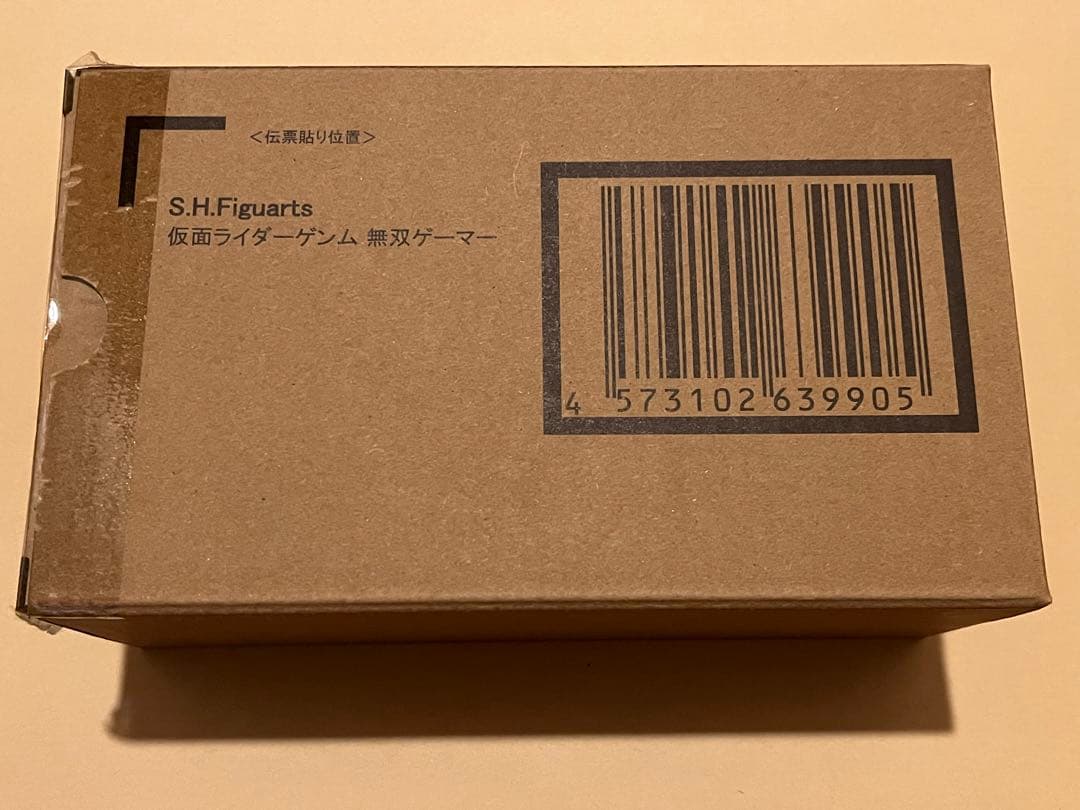 <伝票貼り位置>
S.H.Figuarts
仮面ライダーゲンム 無双ゲーマー
4 573102 639905